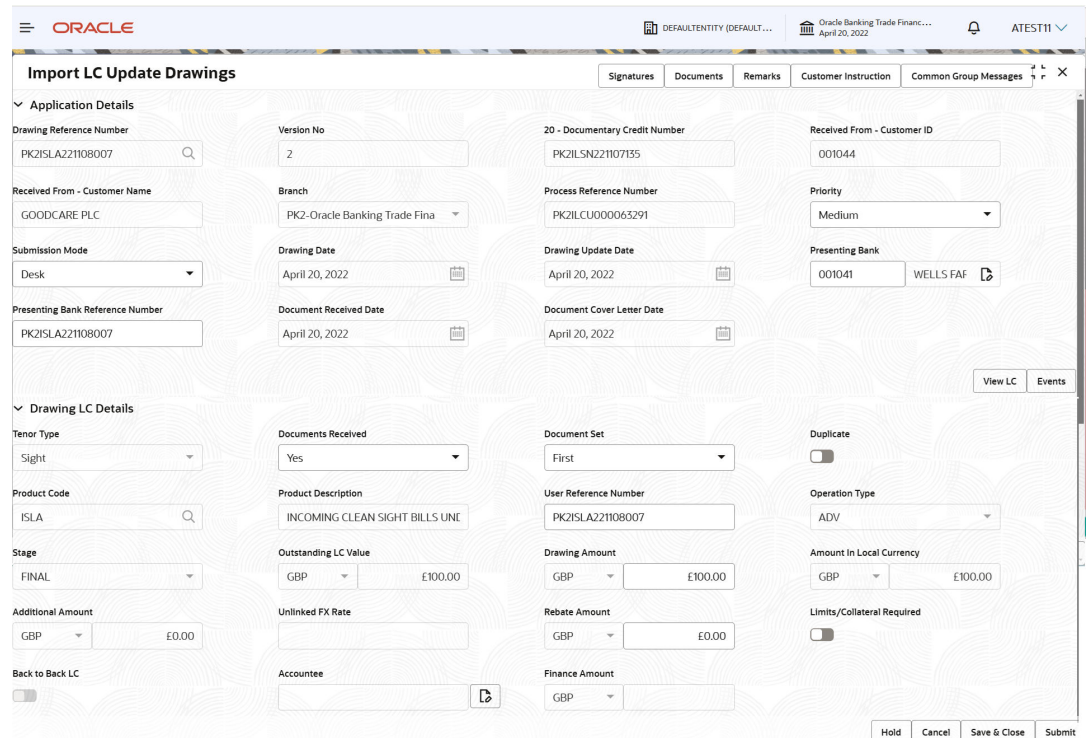 ORACLE
DEFAULTENTITY (DEFAULT...
Oracle Banking Trade Financ...
April 20, 2022
ATEST11
Import LC Update Drawings
Signatures Documents Remarks Customer Instruction Common Group Messages
Application Details
Drawing Reference Number Version No 20 - Documentary Credit Number Received From - Customer ID
PK2ISLA221108007 2 PK2ILSN221107135 001044
Received From - Customer Name Branch Process Reference Number Priority
GOODCARE PLC PK2-Oracle Banking Trade Fina PK2ILCU000063291 Medium
Submission Mode Drawing Date Drawing Update Date Presenting Bank
Desk April 20, 2022 April 20, 2022 001041 WELLS FAR
Presenting Bank Reference Number Document Received Date Document Cover Letter Date
PK2ISLA221108007 April 20, 2022 April 20, 2022
View LC Events
Drawing LC Details
Tenor Type Documents Received Document Set Duplicate
Sight Yes First
Product Code Product Description User Reference Number Operation Type
ISLA INCOMING CLEAN SIGHT BILLS UND PK2ISLA221108007 ADV
Stage Outstanding LC Value Drawing Amount Amount In Local Currency
FINAL GBP £100.00 GBP £100.00 GBP £100.00
Additional Amount Unlinked FX Rate Rebate Amount Limits/Collateral Required
GBP £0.00 GBP £0.00
Back to Back LC Accountee Finance Amount
GBP
Hold Cancel Save & Close Submit